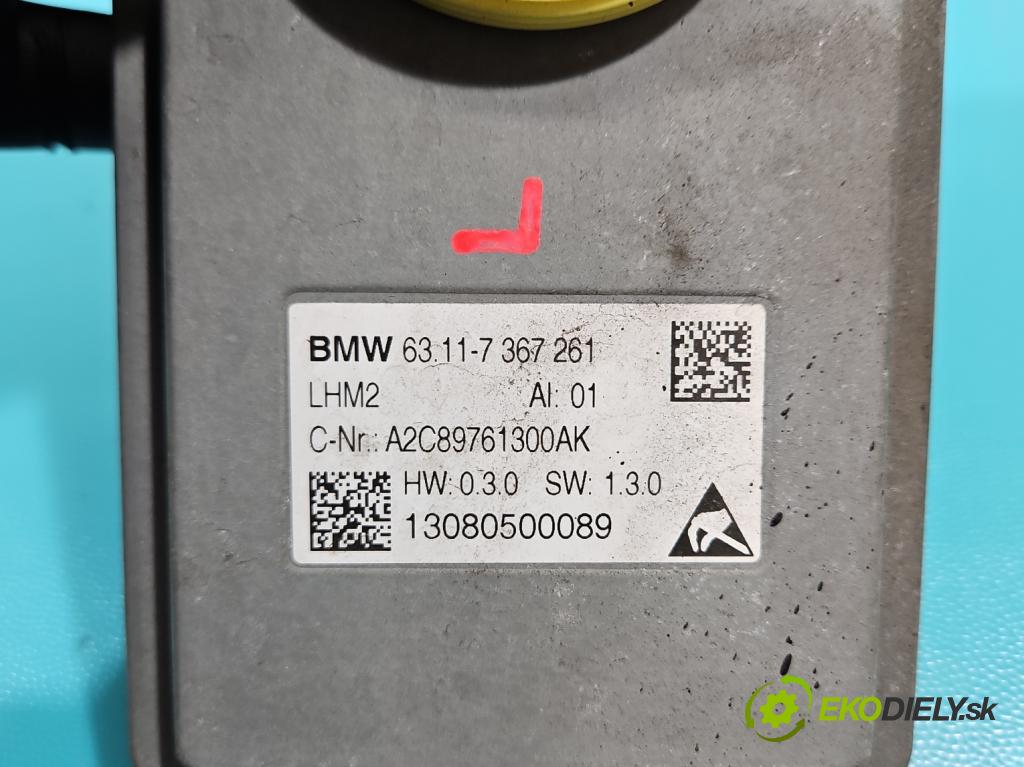 L
BMW 63.11-7 367 261
LHM2 AI: 01
C-Nr.: A2C89761300AK
HW: 0.3.0 SW: 1.3.0
13080500089
EKODIELY.sk